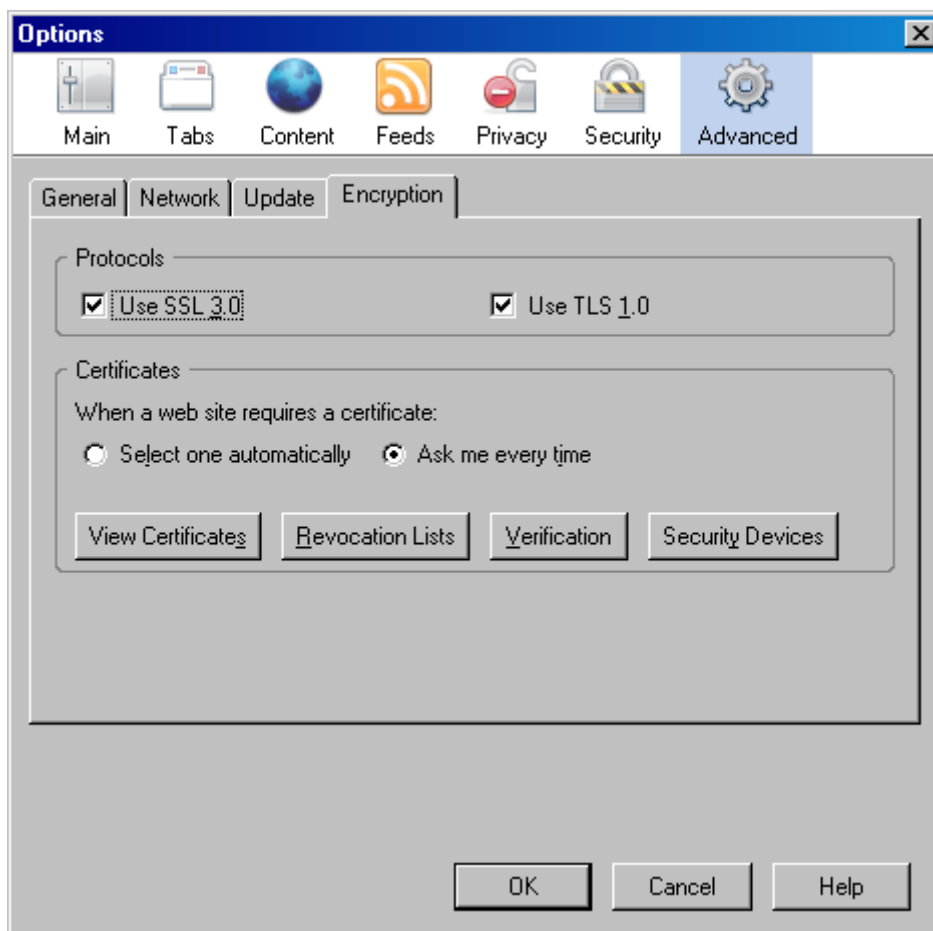 Options
Main Tabs Content Feeds Privacy Security Advanced
General Network Update Encryption
Protocols
Use SSL 3.0 Use TLS 1.0
Certificates
When a web site requires a certificate:
Select one automatically Ask me every time
View Certificates Revocation Lists Verification Security Devices
OK Cancel Help